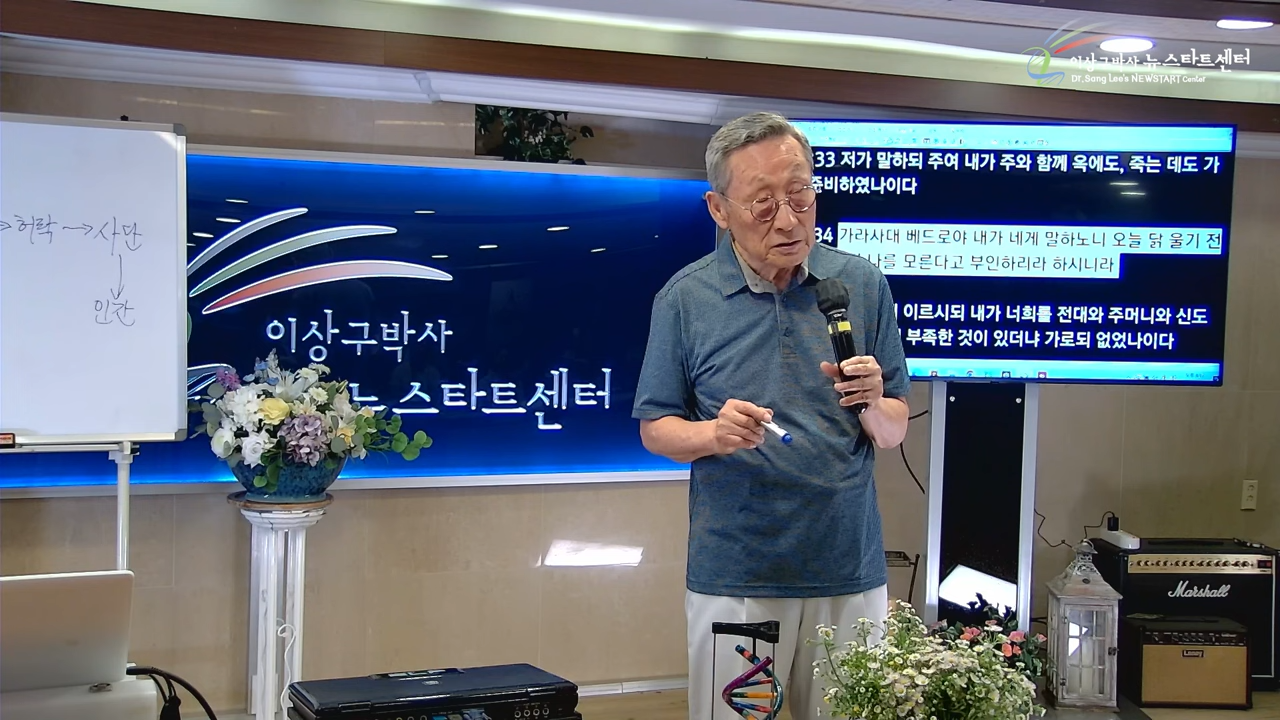 이상구박사 뉴스타트센터
Dr. Sang Lee's NEWSTART Center
허락 → 사단
↓
인간
이상구박사
뉴스타트센터
33 저가 말하되 주여 내가 주와 함께 옥에도, 죽는 데도 가
준비하였나이다
34 가라사대 베드로야 내가 네게 말하노니 오늘 닭 울기 전
나를 모른다고 부인하리라 하시니라
이르시되 내가 너희를 전대와 주머니와 신도
부족한 것이 있더냐 가로되 없었나이다
Marshall
Laney